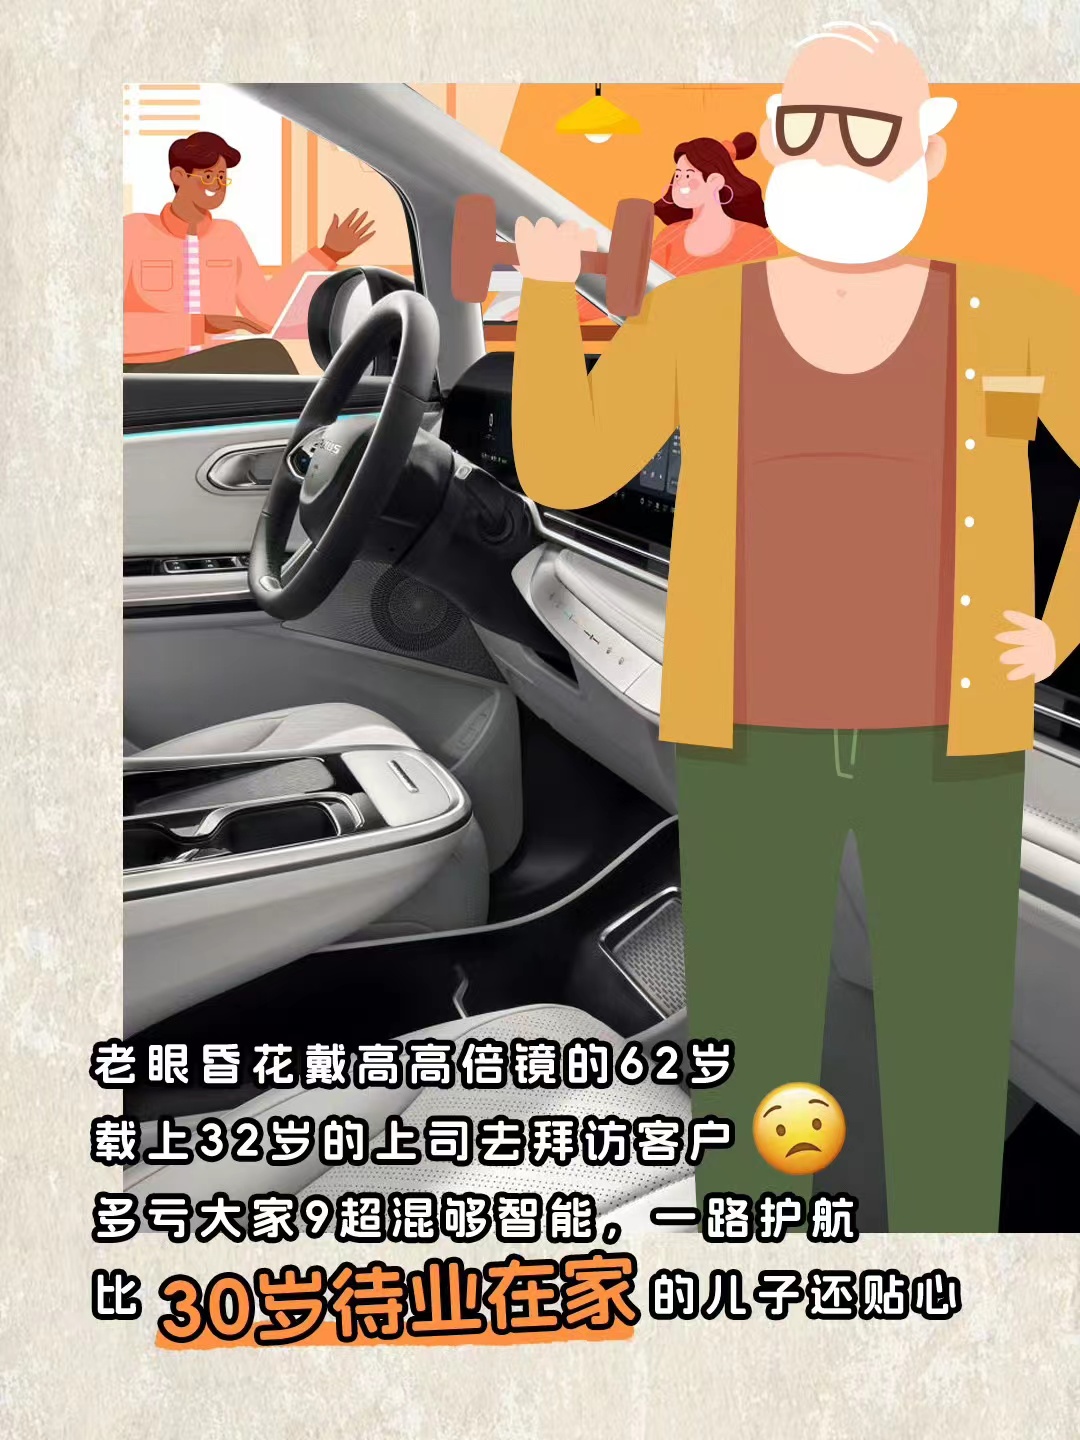 老眼昏花戴高高倍镜的62岁
载上32岁的上司去拜访客户
多亏大家9超混够智能，一路护航
比30岁待业在家的儿子还贴心